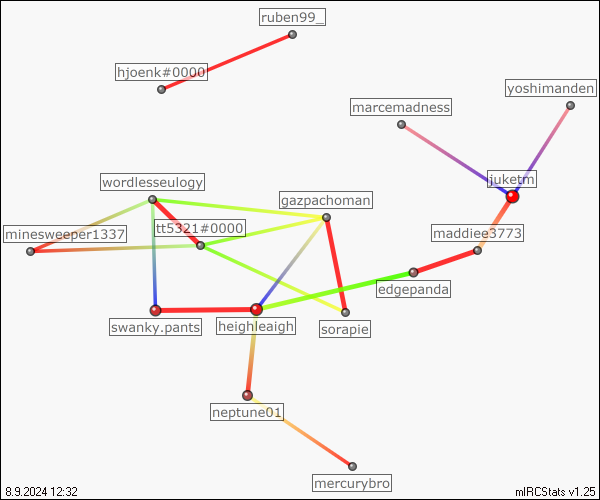 ruben99_
hjoenk#0000
yoshimanden
marcemadness
juketm
wordlesseulogy
gazpachoman
tt5321#0000
minesweeper1337
maddiee3773
edgepanda
swanky.pants
heighleaigh
sorapie
neptune01
mercurybro
8.9.2024 12:32
mIRCStats v1.25